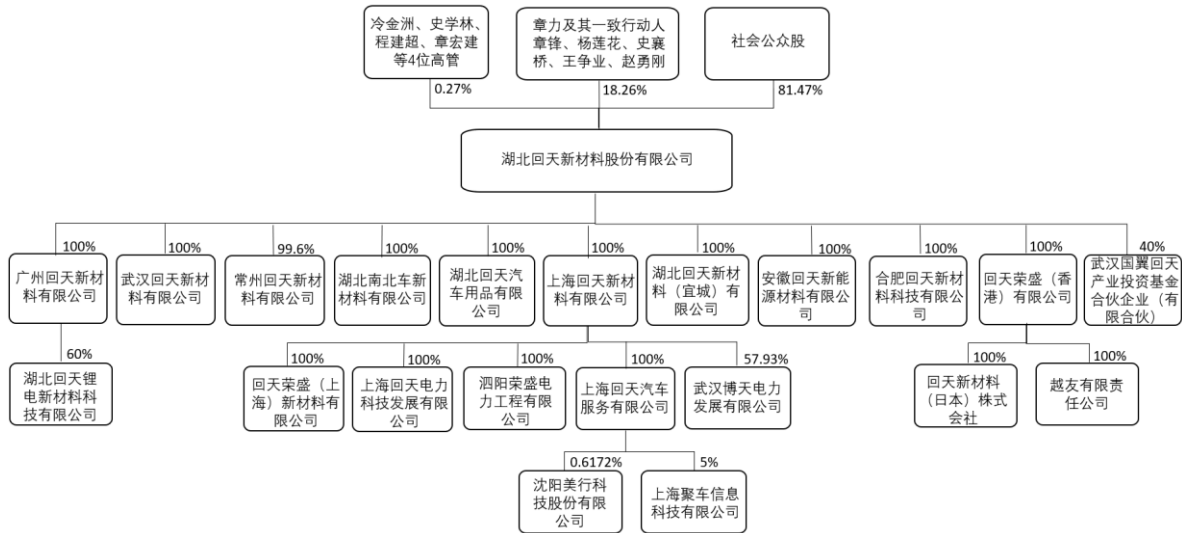 冷金洲、史学林、
程建超、章宏建
等4位高管
章力及其一致行动人
章锋、杨莲花、史襄
桥、王争业、赵勇刚
社会公众股
0.27%
18.26%
81.47%
湖北回天新材料股份有限公司
100%
100%
99.6%
100%
100%
100%
100%
100%
100%
100%
40%
广州回天新材
料有限公司
武汉回天新材
料有限公司
常州回天新材
料有限公司
湖北南北车新
材料有限公司
湖北回天汽
车用品有限公
司
上海回天新材
料有限公司
湖北回天新材
料（宜城）有
限公司
安徽回天新能
源材料有限公
司
合肥回天新材
料科技有限公
司
回天荣盛（香
港）有限公司
武汉国翼回天
产业投资基金
合伙企业（有
限合伙）
60%
100%
100%
100%
100%
57.93%
100%
100%
湖北回天锂
电新材料科
技有限公司
回天荣盛（上
海）新材料有
限公司
上海回天电力
科技发展有限
公司
泗阳荣盛电
力工程有限
公司
上海回天汽车
服务有限公司
武汉博天电力
发展有限公司
回天新材料
（日本）株式
会社
越友有限责
任公司
0.6172%
5%
沈阳美行科
技股份有限
公司
上海聚车信息
科技有限公司